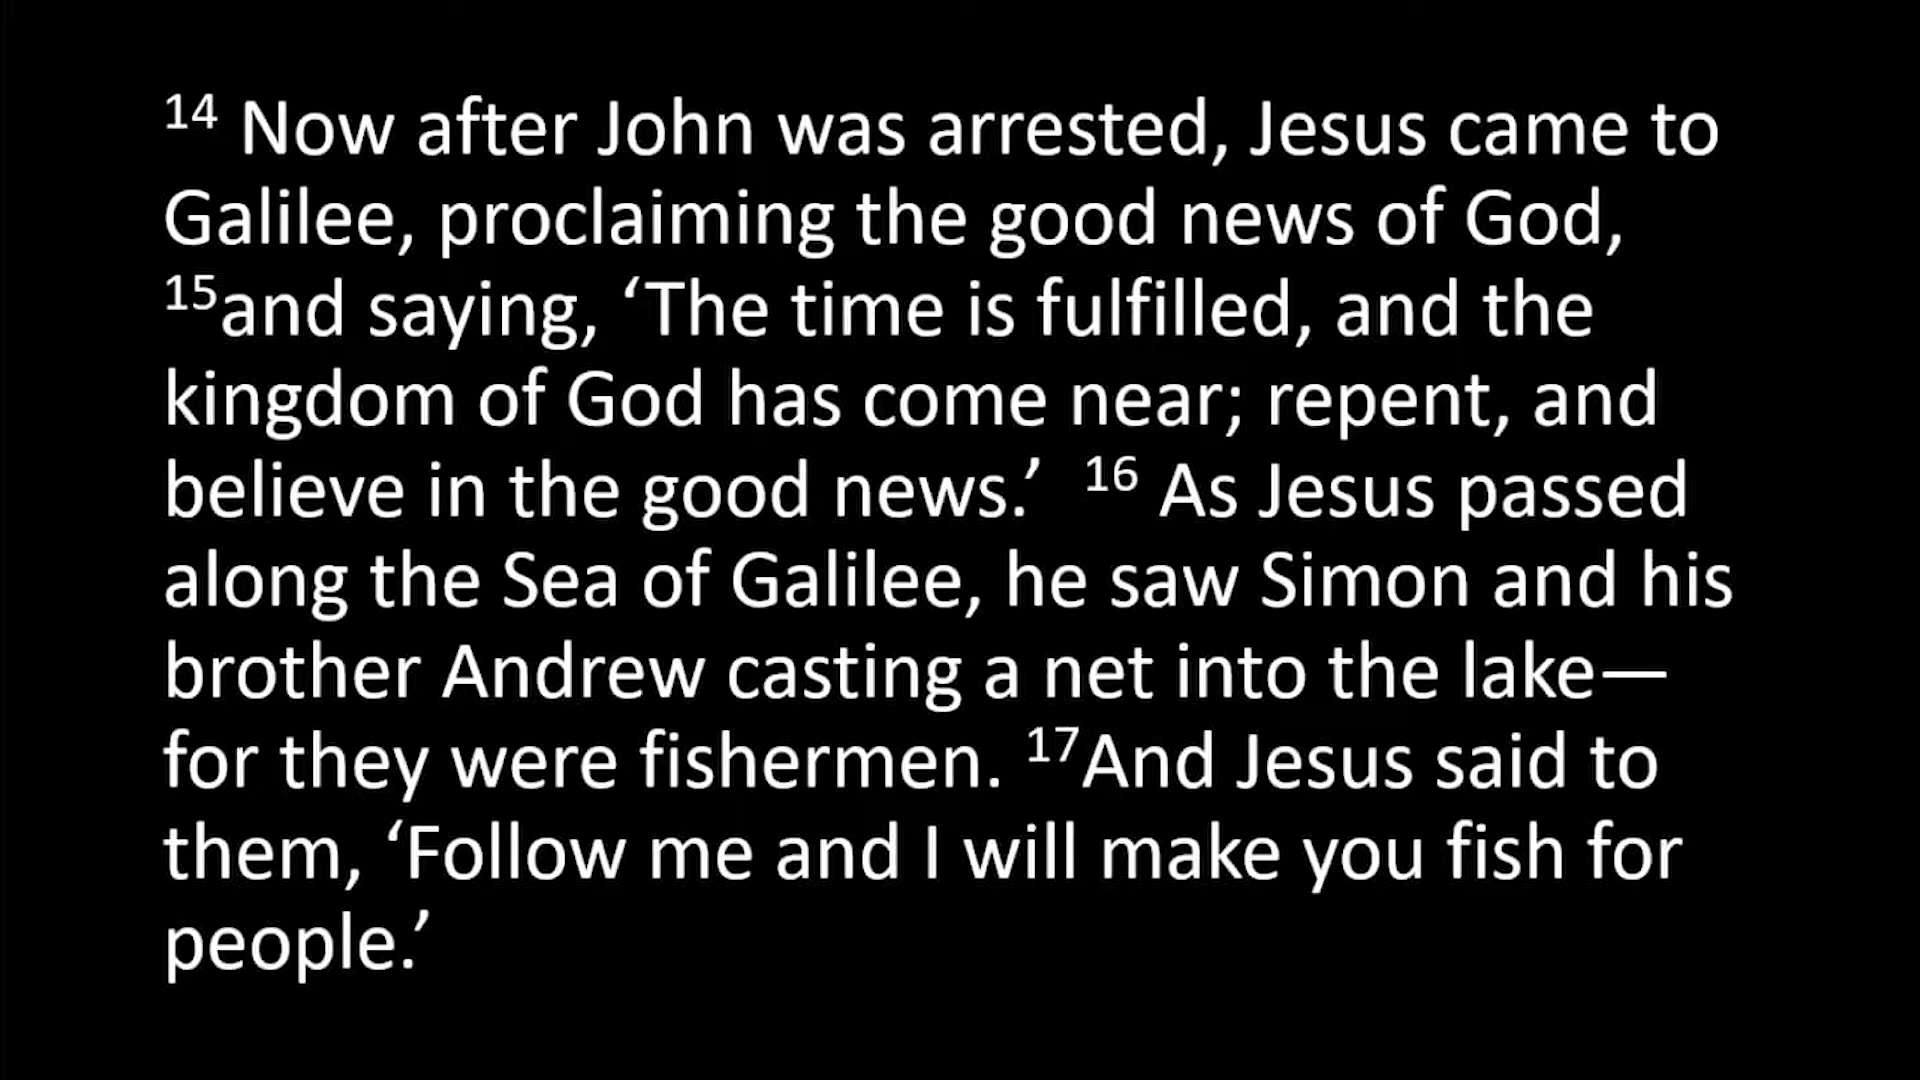 14 Now after John was arrested, Jesus came to
Galilee, proclaiming the good news of God,
15and saying, ‘The time is fulfilled, and the
kingdom of God has come near; repent, and
believe in the good news.’ 16 As Jesus passed
along the Sea of Galilee, he saw Simon and his
brother Andrew casting a net into the lake—
for they were fishermen. 17And Jesus said to
them, ‘Follow me and I will make you fish for
people.’